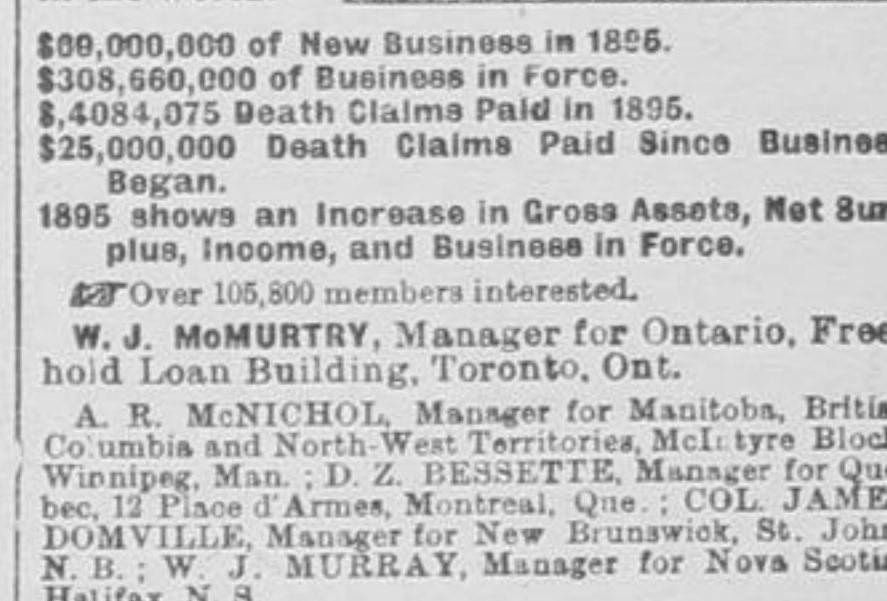 $69,000,000 of New Business in 1895.
$308,660,000 of Business in Force.
$,4084,075 Death Claims Paid in 1895.
$25,000,000 Death Claims Paid Since Busines
Began.
1895 shows an Increase in Gross Assets, Net Sur
plus, Income, and Business in Force.
☞Over 105,800 members interested.
W. J. McMURTRY, Manager for Ontario, Free
hold Loan Building, Toronto, Ont.
A. R. McNICHOL, Manager for Manitoba, Britis
Columbia and North-West Territories, McIntyre Bloc
Winnipeg, Man. ; D. Z. BESSETTE, Manager for Que
bec, 12 Place d'Armes, Montreal, Que. ; COL. JAME
DOMVILLE, Manager for New Brunswick, St. John
N. B. ; W. J. MURRAY, Manager for Nova Scotia
Halifax, N. S.